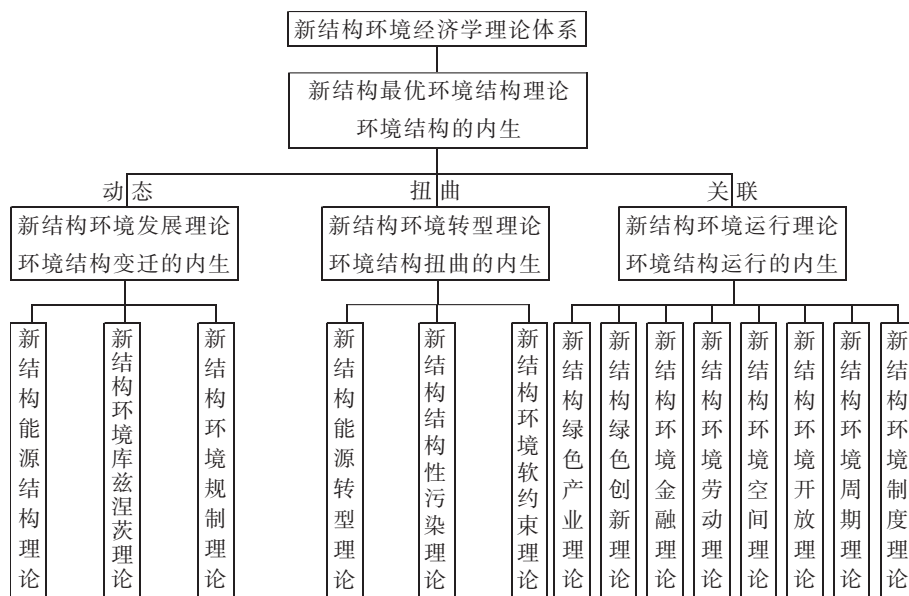 新结构环境经济学理论体系
新结构最优环境结构理论
环境结构的内生
动态
扭曲
关联
新结构环境发展理论
环境结构变迁的内生
新结构环境转型理论
环境结构扭曲的内生
新结构环境运行理论
环境结构运行的内生
新结构能源结构理论
新结构环境库兹涅茨理论
新结构环境规制理论
新结构能源转型理论
新结构结构性污染理论
新结构环境软约束理论
新结构绿色产业理论
新结构绿色创新理论
新结构环境金融理论
新结构环境劳动理论
新结构环境空间理论
新结构环境开放理论
新结构环境周期理论
新结构环境制度理论